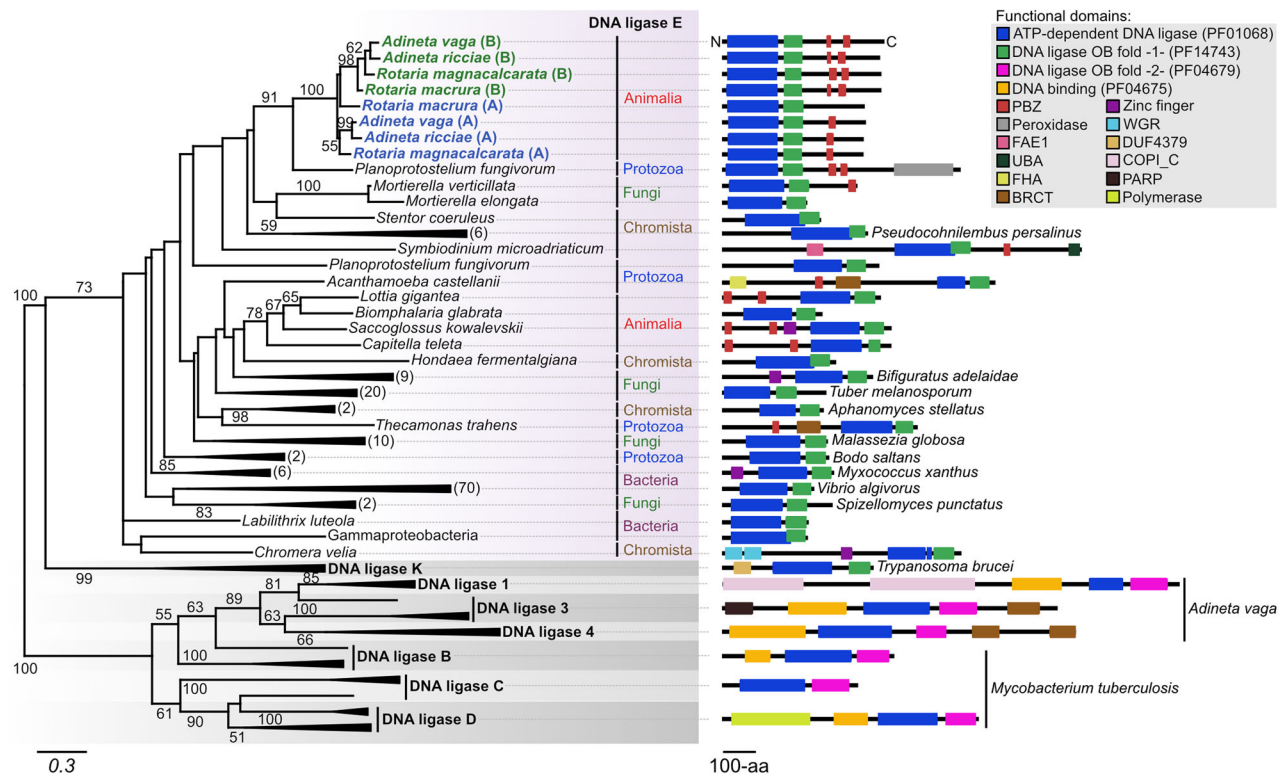 DNA ligase E
62
Adineta vaga (B)
Adineta ricciae (B)
98
Rotaria magnacalcarata (B)
91
100
Rotaria macrura (B)
Animalia
Rotaria macrura (A)
99
Adineta vaga (A)
55
Adineta ricciae (A)
Rotaria magnacalcarata (A)
Planoprotostelium fungivorum
Protozoa
100
Mortierella verticillata
Fungi
Mortierella elongata
Stentor coeruleus
Chromista
59
(6)
Pseudocohnilembus persalinus
Symbiodinium microadriaticum
Planoprotostelium fungivorum
Protozoa
Acanthamoeba castellanii
100
73
65
Lottia gigantea
67
Biomphalaria glabrata
78
Saccoglossus kowalevskii
Animalia
Capitella teleta
Hondaea fermentalgiana
Chromista
(9)
Fungi
Bifiguratus adelaidae
(20)
Tuber melanosporum
(2)
Chromista
Aphanomyces stellatus
98
Thecamonas trahens
Protozoa
(10)
Fungi
Malassezia globosa
(2)
Protozoa
Bodo saltans
85
(6)
Bacteria
Myxococcus xanthus
(70)
Vibrio algivorus
(2)
Fungi
Spizellomyces punctatus
83
Labilithrix luteola
Bacteria
Gammaproteobacteria
Chromera velia
Chromista
99
DNA ligase K
Trypanosoma brucei
81
85
DNA ligase 1
89
100
DNA ligase 3
55
63
63
66
DNA ligase 4
Adineta vaga
100
DNA ligase B
100
100
DNA ligase C
Mycobacterium tuberculosis
61
90
100
DNA ligase D
51
0.3
100-aa
N
C
Functional domains:
ATP-dependent DNA ligase (PF01068)
DNA ligase OB fold -1- (PF14743)
DNA ligase OB fold -2- (PF04679)
DNA binding (PF04675)
PBZ
Zinc finger
Peroxidase
WGR
FAE1
DUF4379
UBA
COPI_C
FHA
PARP
BRCT
Polymerase